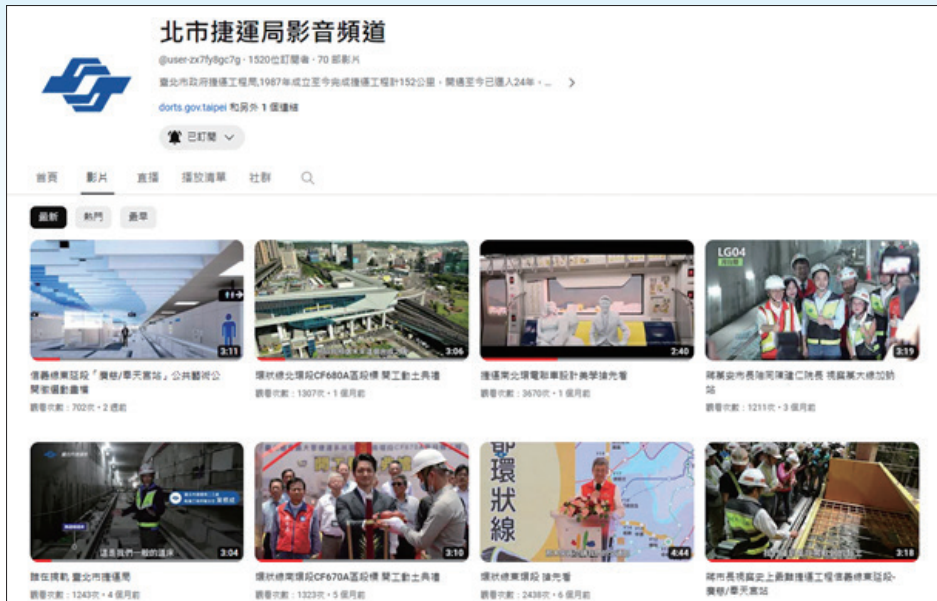 北市捷運局影音頻道
@user-zx7fy8gc7g · 1520位訂閱者 · 70 部影片
臺北市政府捷運工程局,1987年成立至今完成捷運工程計152公里，開通至今已邁入24年，...
dorts.gov.taipei 和另外 1 個連結
已訂閱
首頁 影片 直播 播放清單 社群
最新 熱門 最早
3:11
3:06
2:40
LG04
3:19
信義線東延段「廣慈/奉天宮站」公共藝術公
開徵選動畫檔
觀看次數：702次 • 2 週前
環狀線北環段CF680A區段標 開工動土典禮
觀看次數：1307次 • 1 個月前
捷運南北環電聯車設計美學搶先看
觀看次數：3670次 • 1 個月前
蔣萬安市長陪同陳建仁院長 視察萬大線加蚋
站
觀看次數：1211次 • 3 個月前
這是我們一般的道床
3:04
3:10
都環狀線
4:44
3:18
誰在擋軌 臺北市捷運局
觀看次數：1243次 • 4 個月前
環狀線南環段CF670A區段標 開工動土典禮
觀看次數：1323次 • 5 個月前
環狀線東環段 搶先看
觀看次數：2438次 • 6 個月前
蔣市長視察史上最難捷運工程信義線東延段-
廣慈/奉天宮站